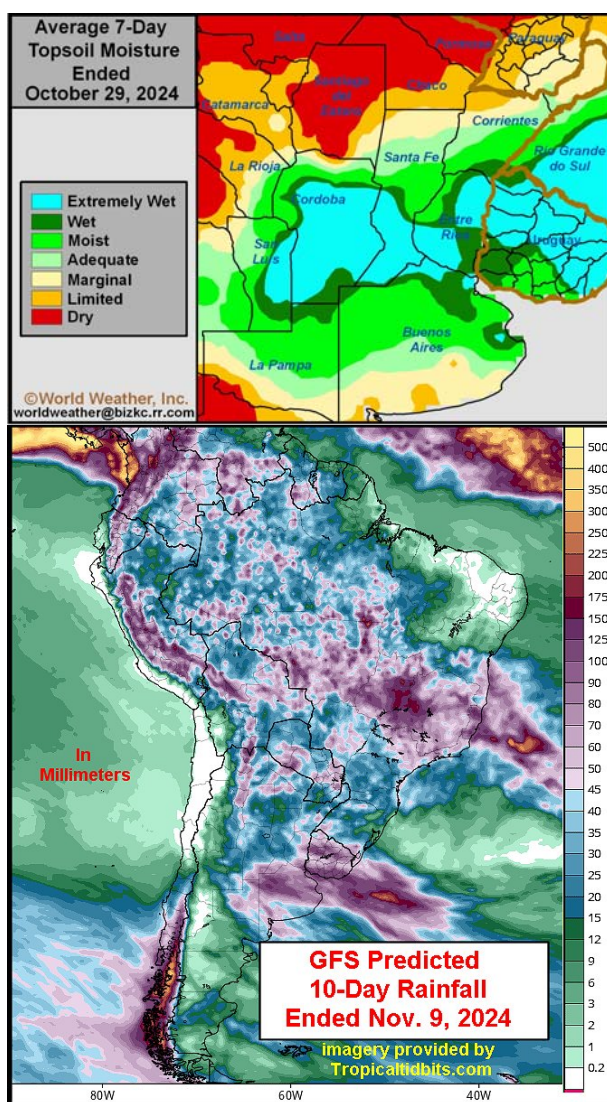 Average 7-Day
Topsoil Moisture
Ended
October 29, 2024
Salta
Formosa
Paraguay
Santiago
del
Estero
Chaco
Catamarca
Corrientes
La Rioja
Santa Fe
Rio Grande
do Sul
Cordoba
Entre
Rios
Uruguay
San
Luis
Buenos
Aires
La Pampa
Extremely Wet
Wet
Moist
Adequate
Marginal
Limited
Dry
©World Weather, Inc.
worldweather@bizkc.rr.com
In
Millimeters
500
400
350
300
250
225
200
175
150
125
100
90
80
70
60
50
45
40
35
30
25
20
15
12
9
6
3
2
1
0.2
GFS Predicted
10-Day Rainfall
Ended Nov. 9, 2024
imagery provided by
Tropicaltidbits.com
80W
60W
40W